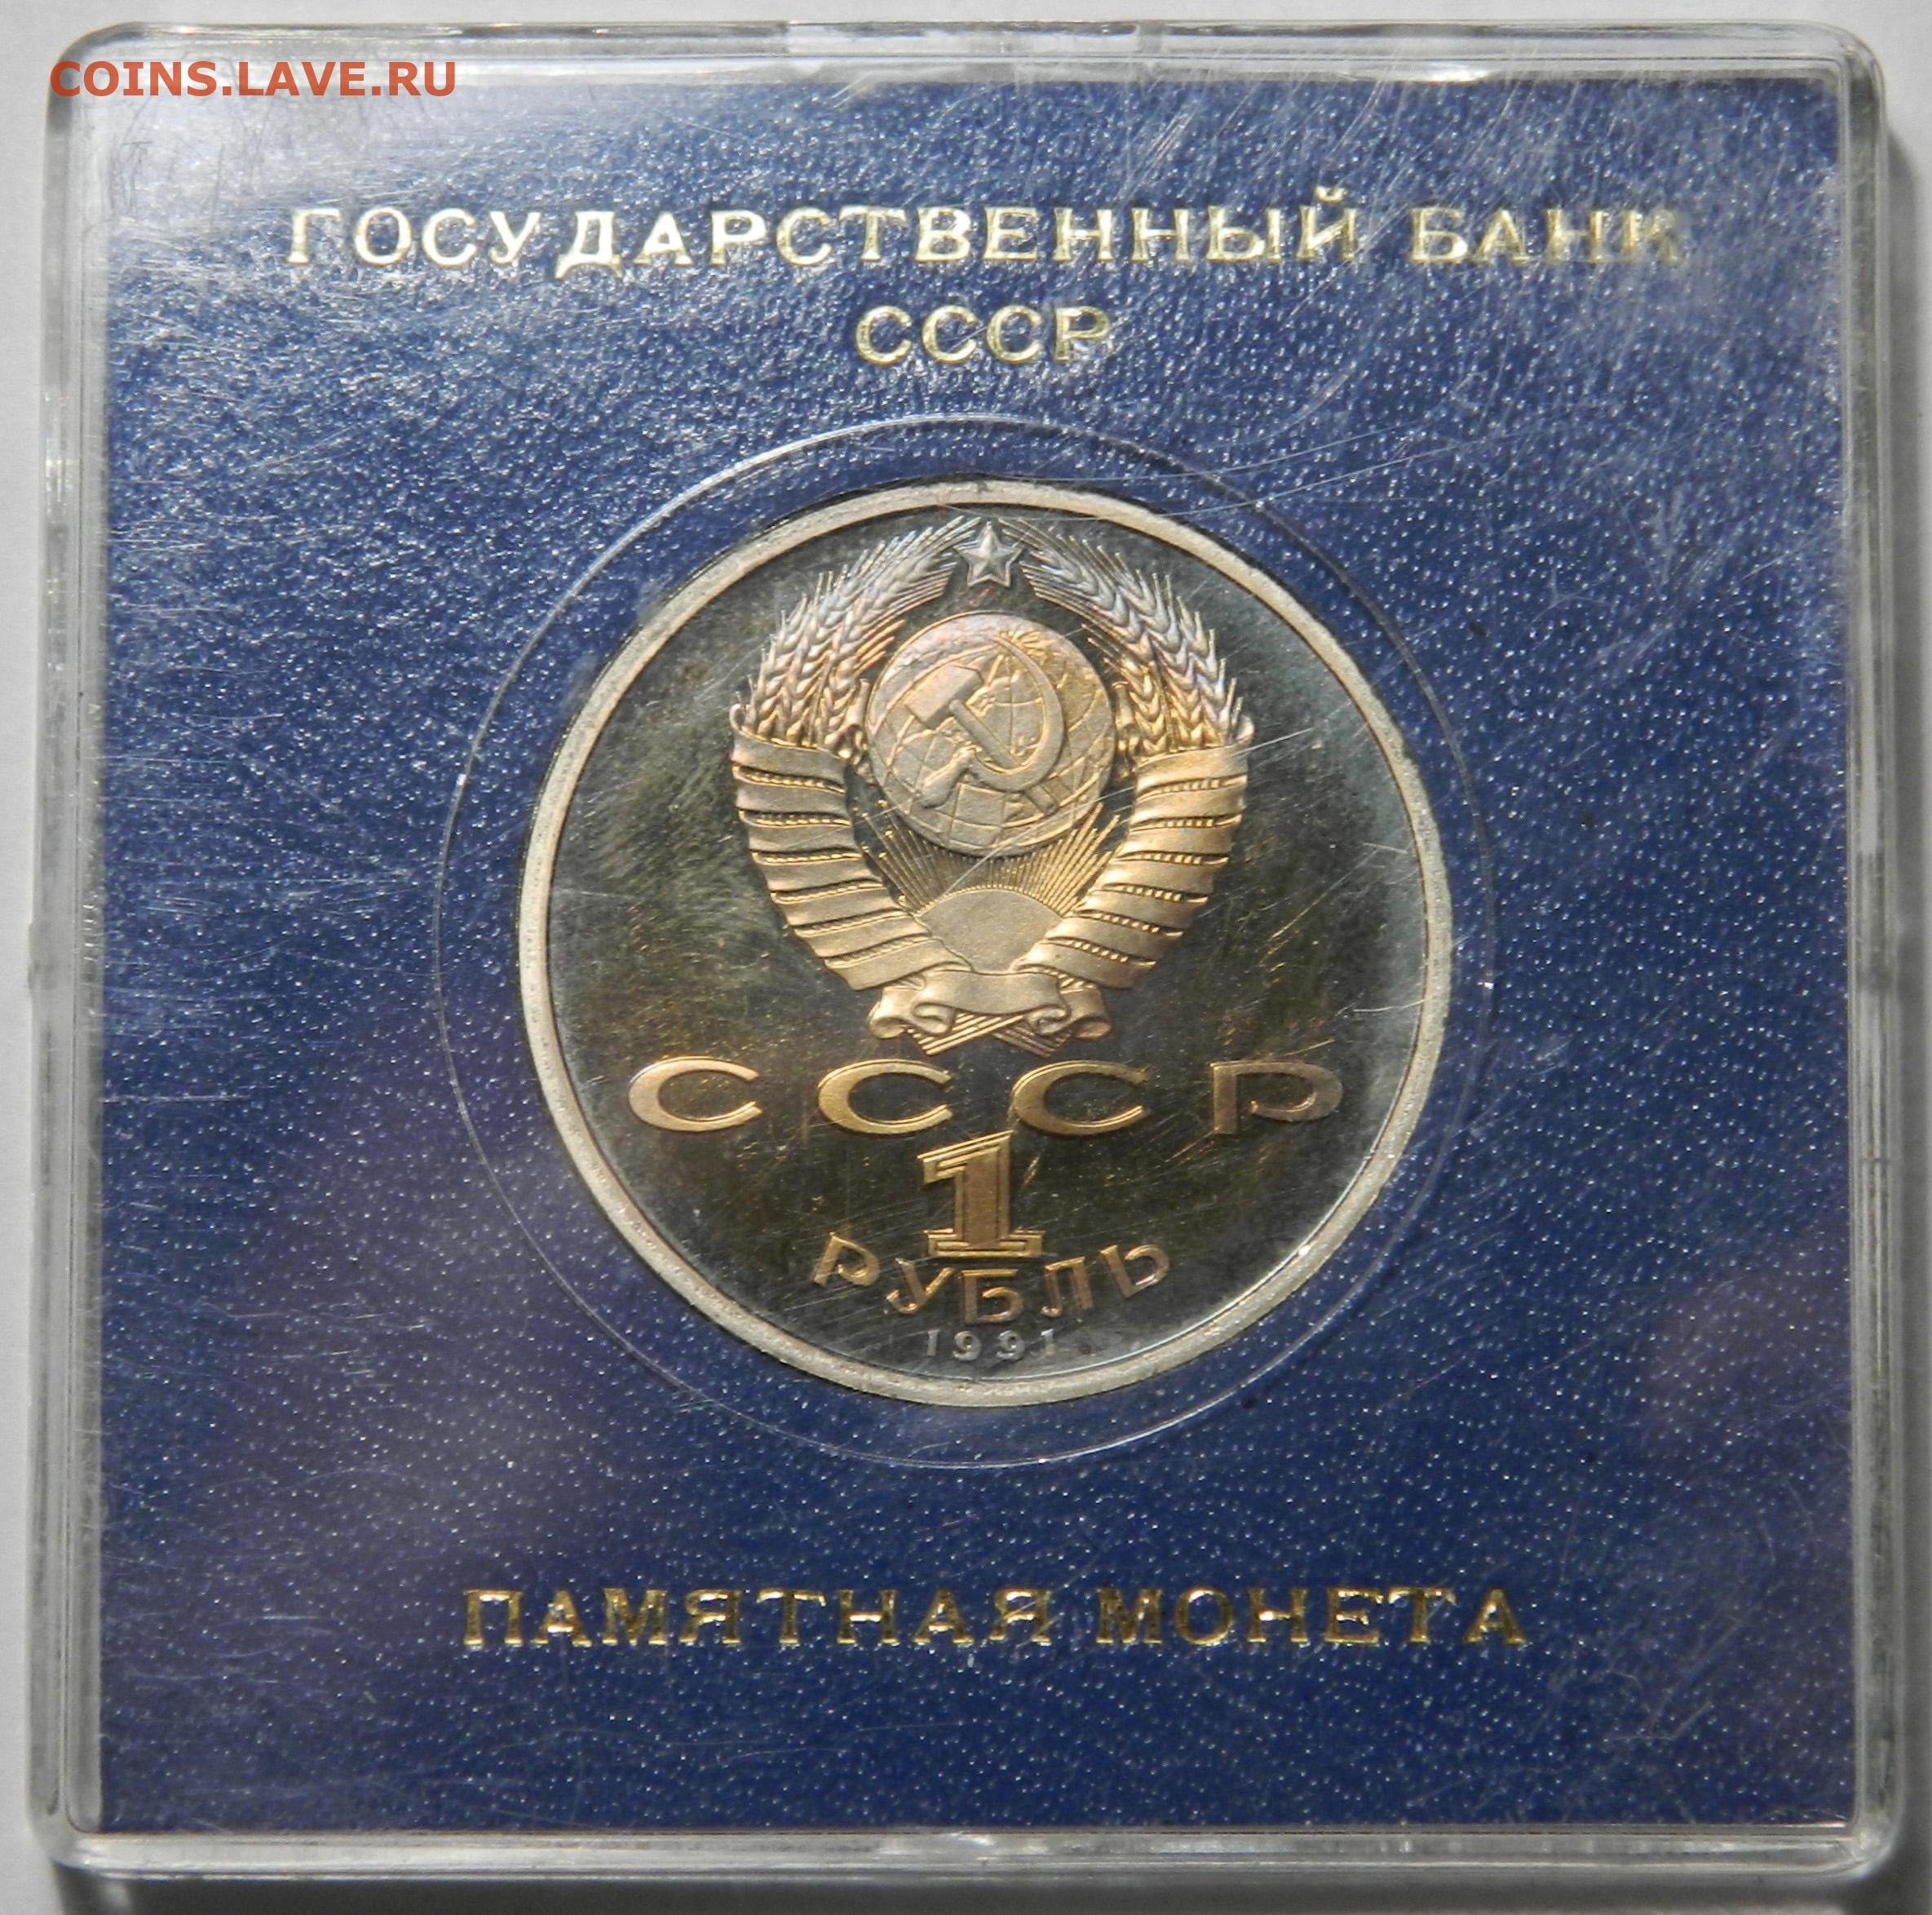 COINS.LAVE.RU
ГОСУДАРСТВЕННЫЙ БАНК
СССР
СССР
1
РУБЛЬ
1991
ПАМЯТНАЯ МОНЕТА